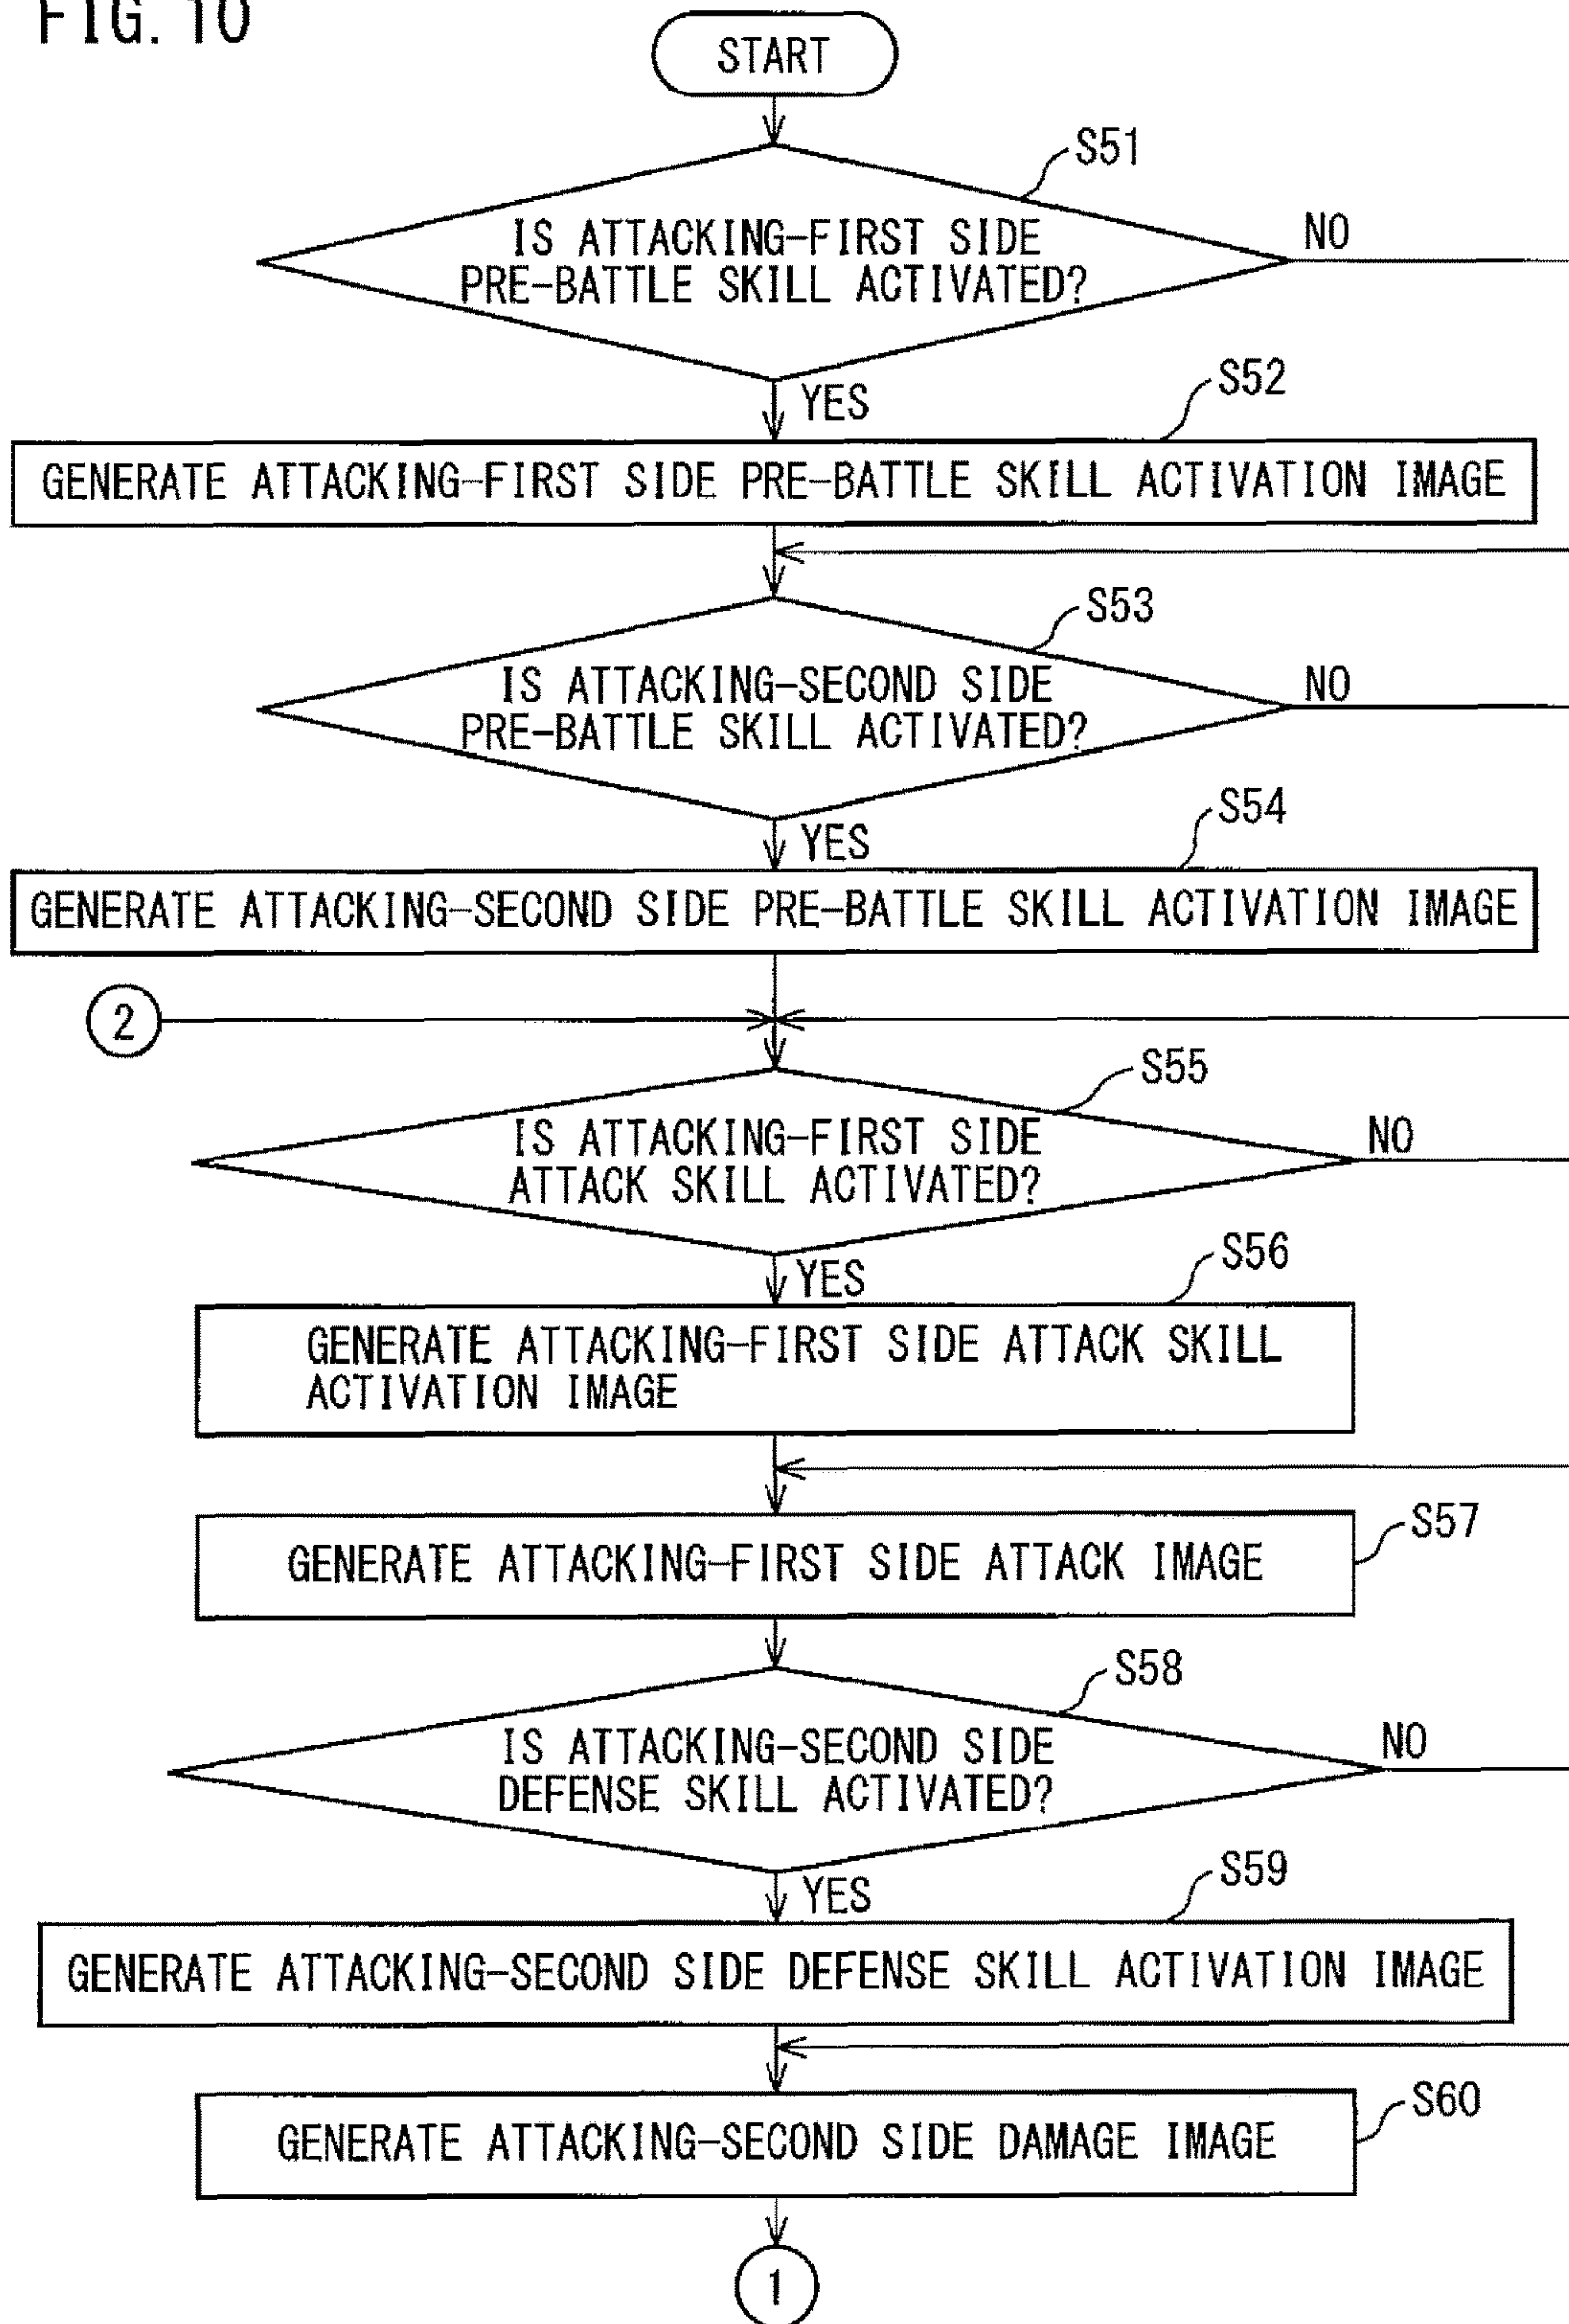 FIG. 10
START
S51
IS ATTACKING-FIRST SIDE
PRE-BATTLE SKILL ACTIVATED?
NO
YES
S52
GENERATE ATTACKING-FIRST SIDE PRE-BATTLE SKILL ACTIVATION IMAGE
S53
IS ATTACKING-SECOND SIDE
PRE-BATTLE SKILL ACTIVATED?
NO
YES
S54
GENERATE ATTACKING-SECOND SIDE PRE-BATTLE SKILL ACTIVATION IMAGE
2
S55
IS ATTACKING-FIRST SIDE
ATTACK SKILL ACTIVATED?
NO
YES
S56
GENERATE ATTACKING-FIRST SIDE ATTACK SKILL
ACTIVATION IMAGE
S57
GENERATE ATTACKING-FIRST SIDE ATTACK IMAGE
S58
IS ATTACKING-SECOND SIDE
DEFENSE SKILL ACTIVATED?
NO
YES
S59
GENERATE ATTACKING-SECOND SIDE DEFENSE SKILL ACTIVATION IMAGE
S60
GENERATE ATTACKING-SECOND SIDE DAMAGE IMAGE
1